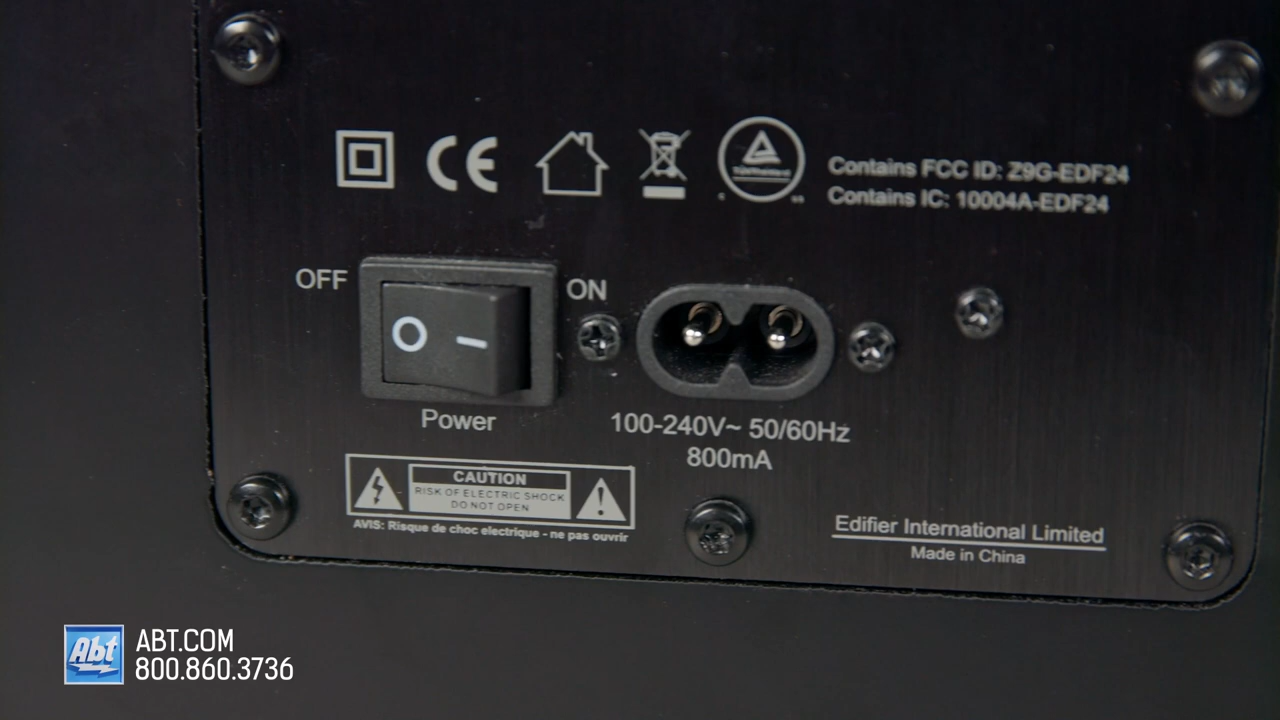 Contains FCC ID: Z9G-EDF24
Contains IC: 10004A-EDF24
OFF
ON
Power
100-240V~ 50/60Hz
800mA
CAUTION
RISK OF ELECTRIC SHOCK
DO NOT OPEN
AVIS: Risque de choc electrique - ne pas ouvrir
Edifier International Limited
Made in China
Abt
ABT.COM
800.860.3736